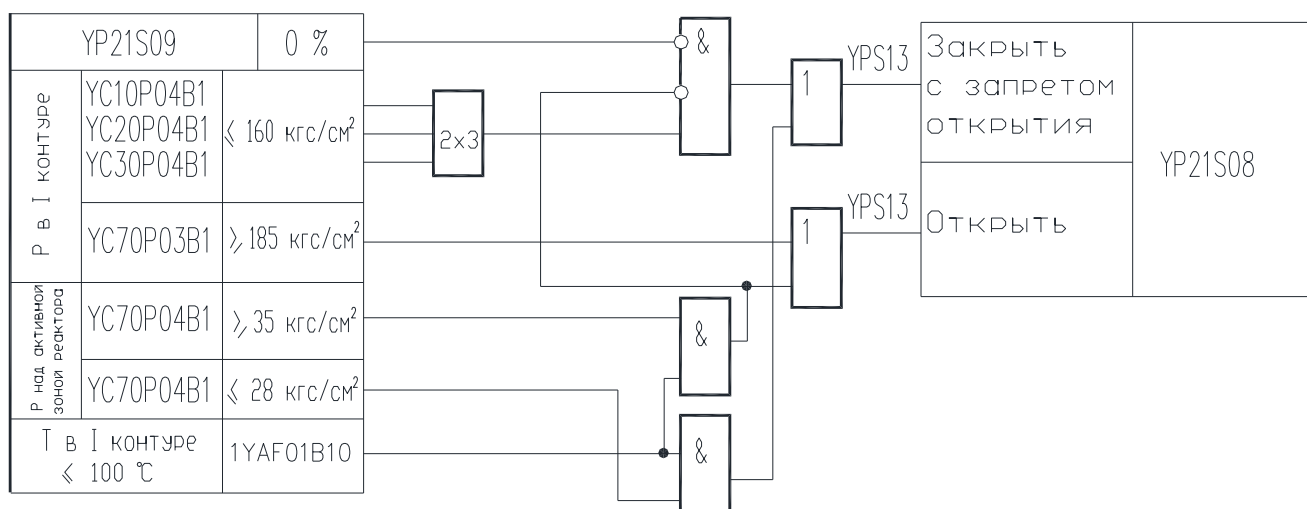 YP21S09 0 %
P в I контуре
YC10P04B1
YC20P04B1
YC30P04B1
⩽ 160 кгс/см²
YC70P03B1 ⩾ 185 кгс/см²
P над активной
зоной реактора
YC70P04B1 ⩾ 35 кгс/см²
YC70P04B1 ⩽ 28 кгс/см²
T в I контуре
⩽ 100 °C
1YAF01B10
2x3
&
&
&
1
1
YPS13
YPS13
Закрыть
с запретом
открытия
Открыть
YP21S08